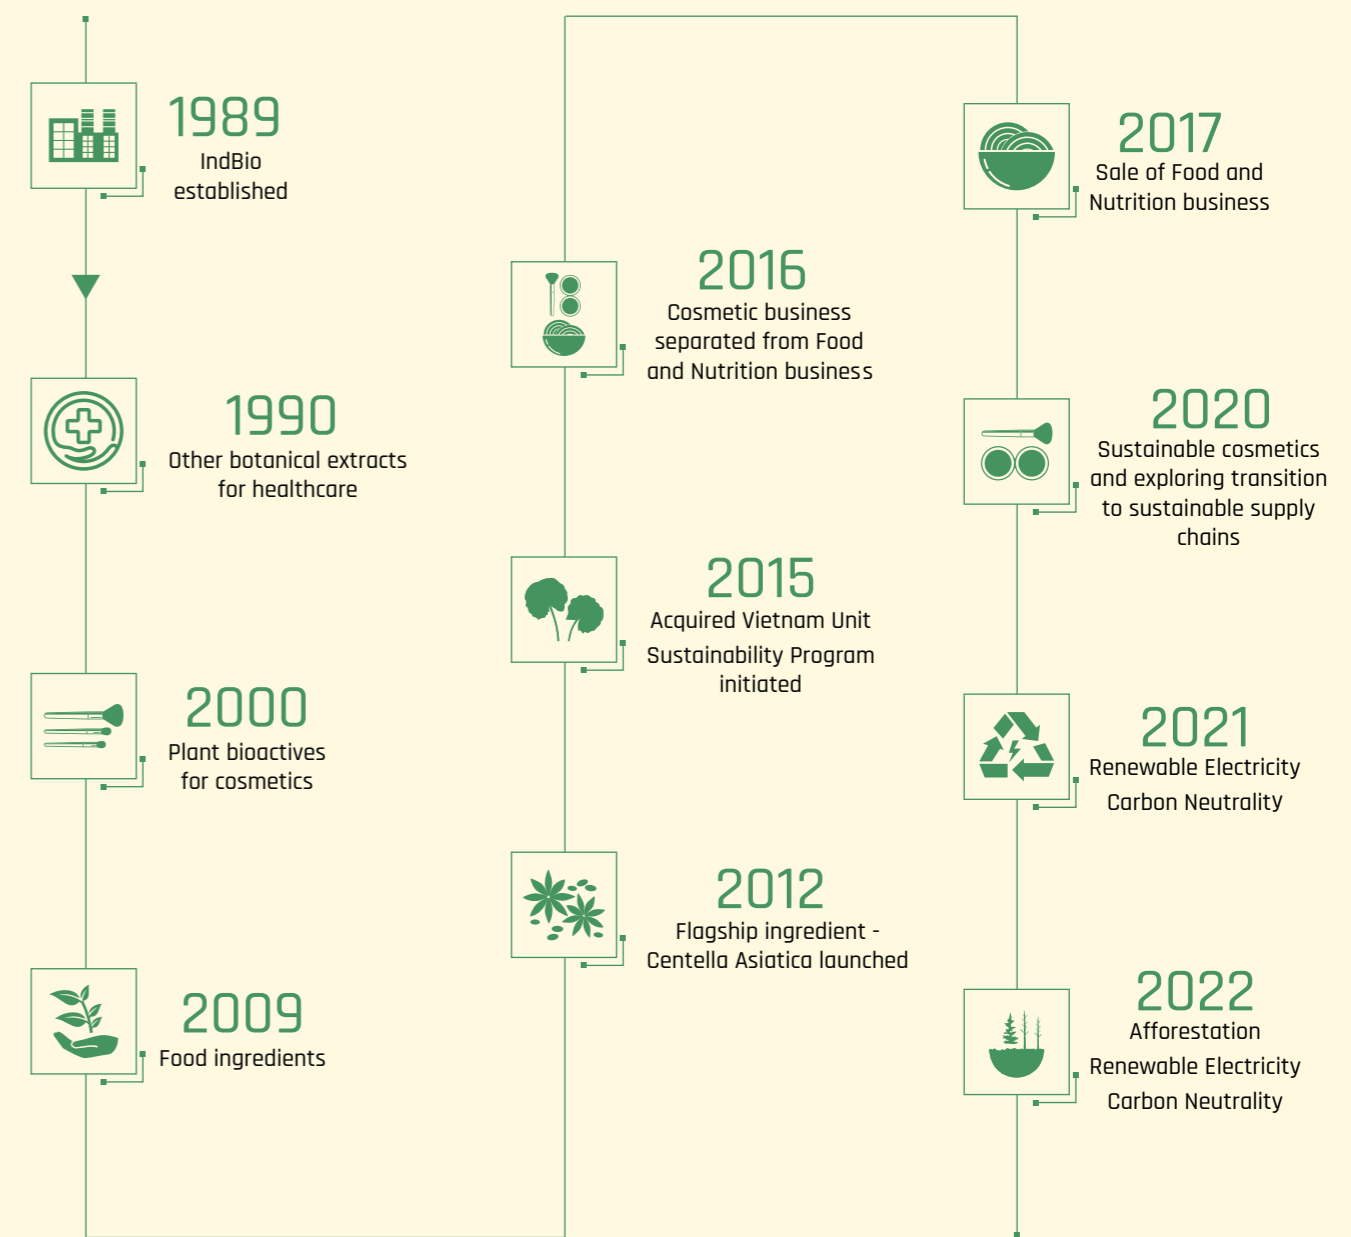 1989
IndBio
established
1990
Other botanical extracts
for healthcare
2000
Plant bioactives
for cosmetics
2009
Food ingredients
2012
Flagship ingredient -
Centella Asiatica launched
2015
Acquired Vietnam Unit
Sustainability Program
initiated
2016
Cosmetic business
separated from Food
and Nutrition business
2017
Sale of Food and
Nutrition business
2020
Sustainable cosmetics
and exploring transition
to sustainable supply
chains
2021
Renewable Electricity
Carbon Neutrality
2022
Afforestation
Renewable Electricity
Carbon Neutrality